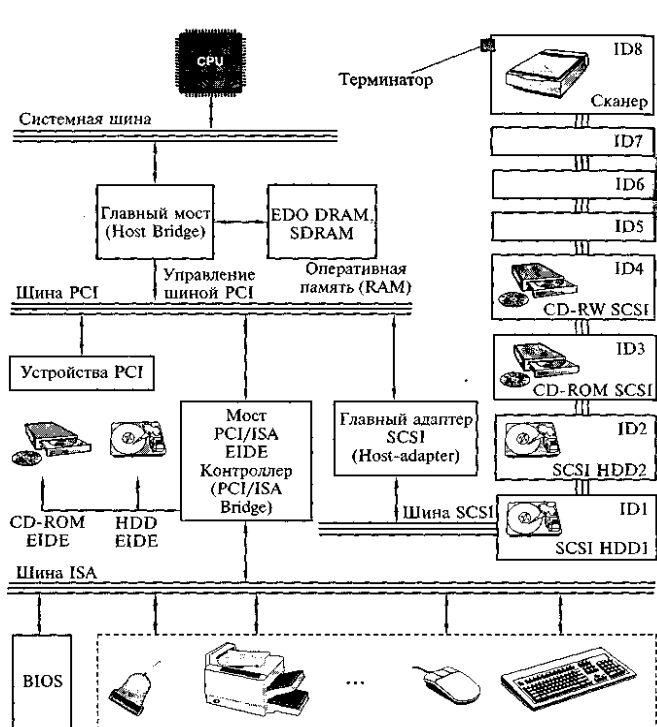 CPU
Терминатор
ID8
Сканер
Системная шина
ID7
ID6
ID5
Главный мост
(Host Bridge)
EDO DRAM,
SDRAM
Управление
шиной PCI
Оперативная
память (RAM)
Шина PCI
ID4
CD-RW SCSI
Устройства PCI
ID3
CD-ROM SCSI
Мост
PCI/ISA
EIDE
Контроллер
(PCI/ISA
Bridge)
Главный адаптер
SCSI
(Host-adapter)
ID2
SCSI HDD2
CD-ROM
EIDE
HDD
EIDE
Шина SCSI
ID1
SCSI HDD1
Шина ISA
BIOS
...